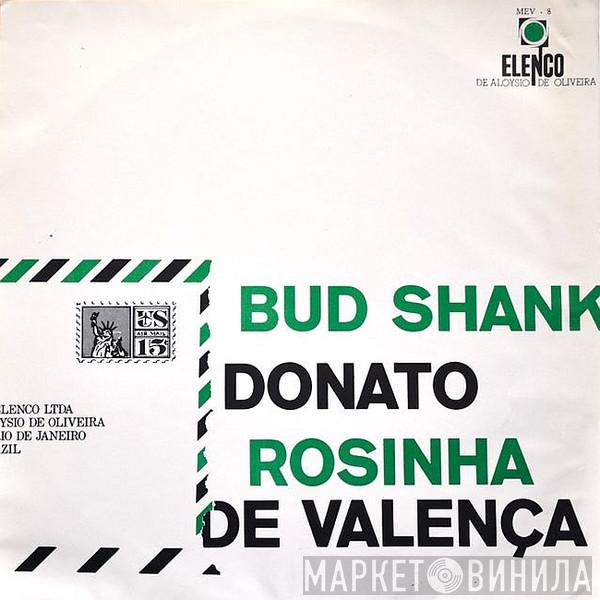 MEV - 8
ELENCO
DE ALOYSIO DE OLIVEIRA
BUD SHANK
DONATO
ROSINHA
DE VALENÇA
US
AIR MAIL
15¢
ELENCO LTDA
YSIO DE OLIVEIRA
IO DE JANEIRO
ZIL
МАРКЕТ ВИНИЛА